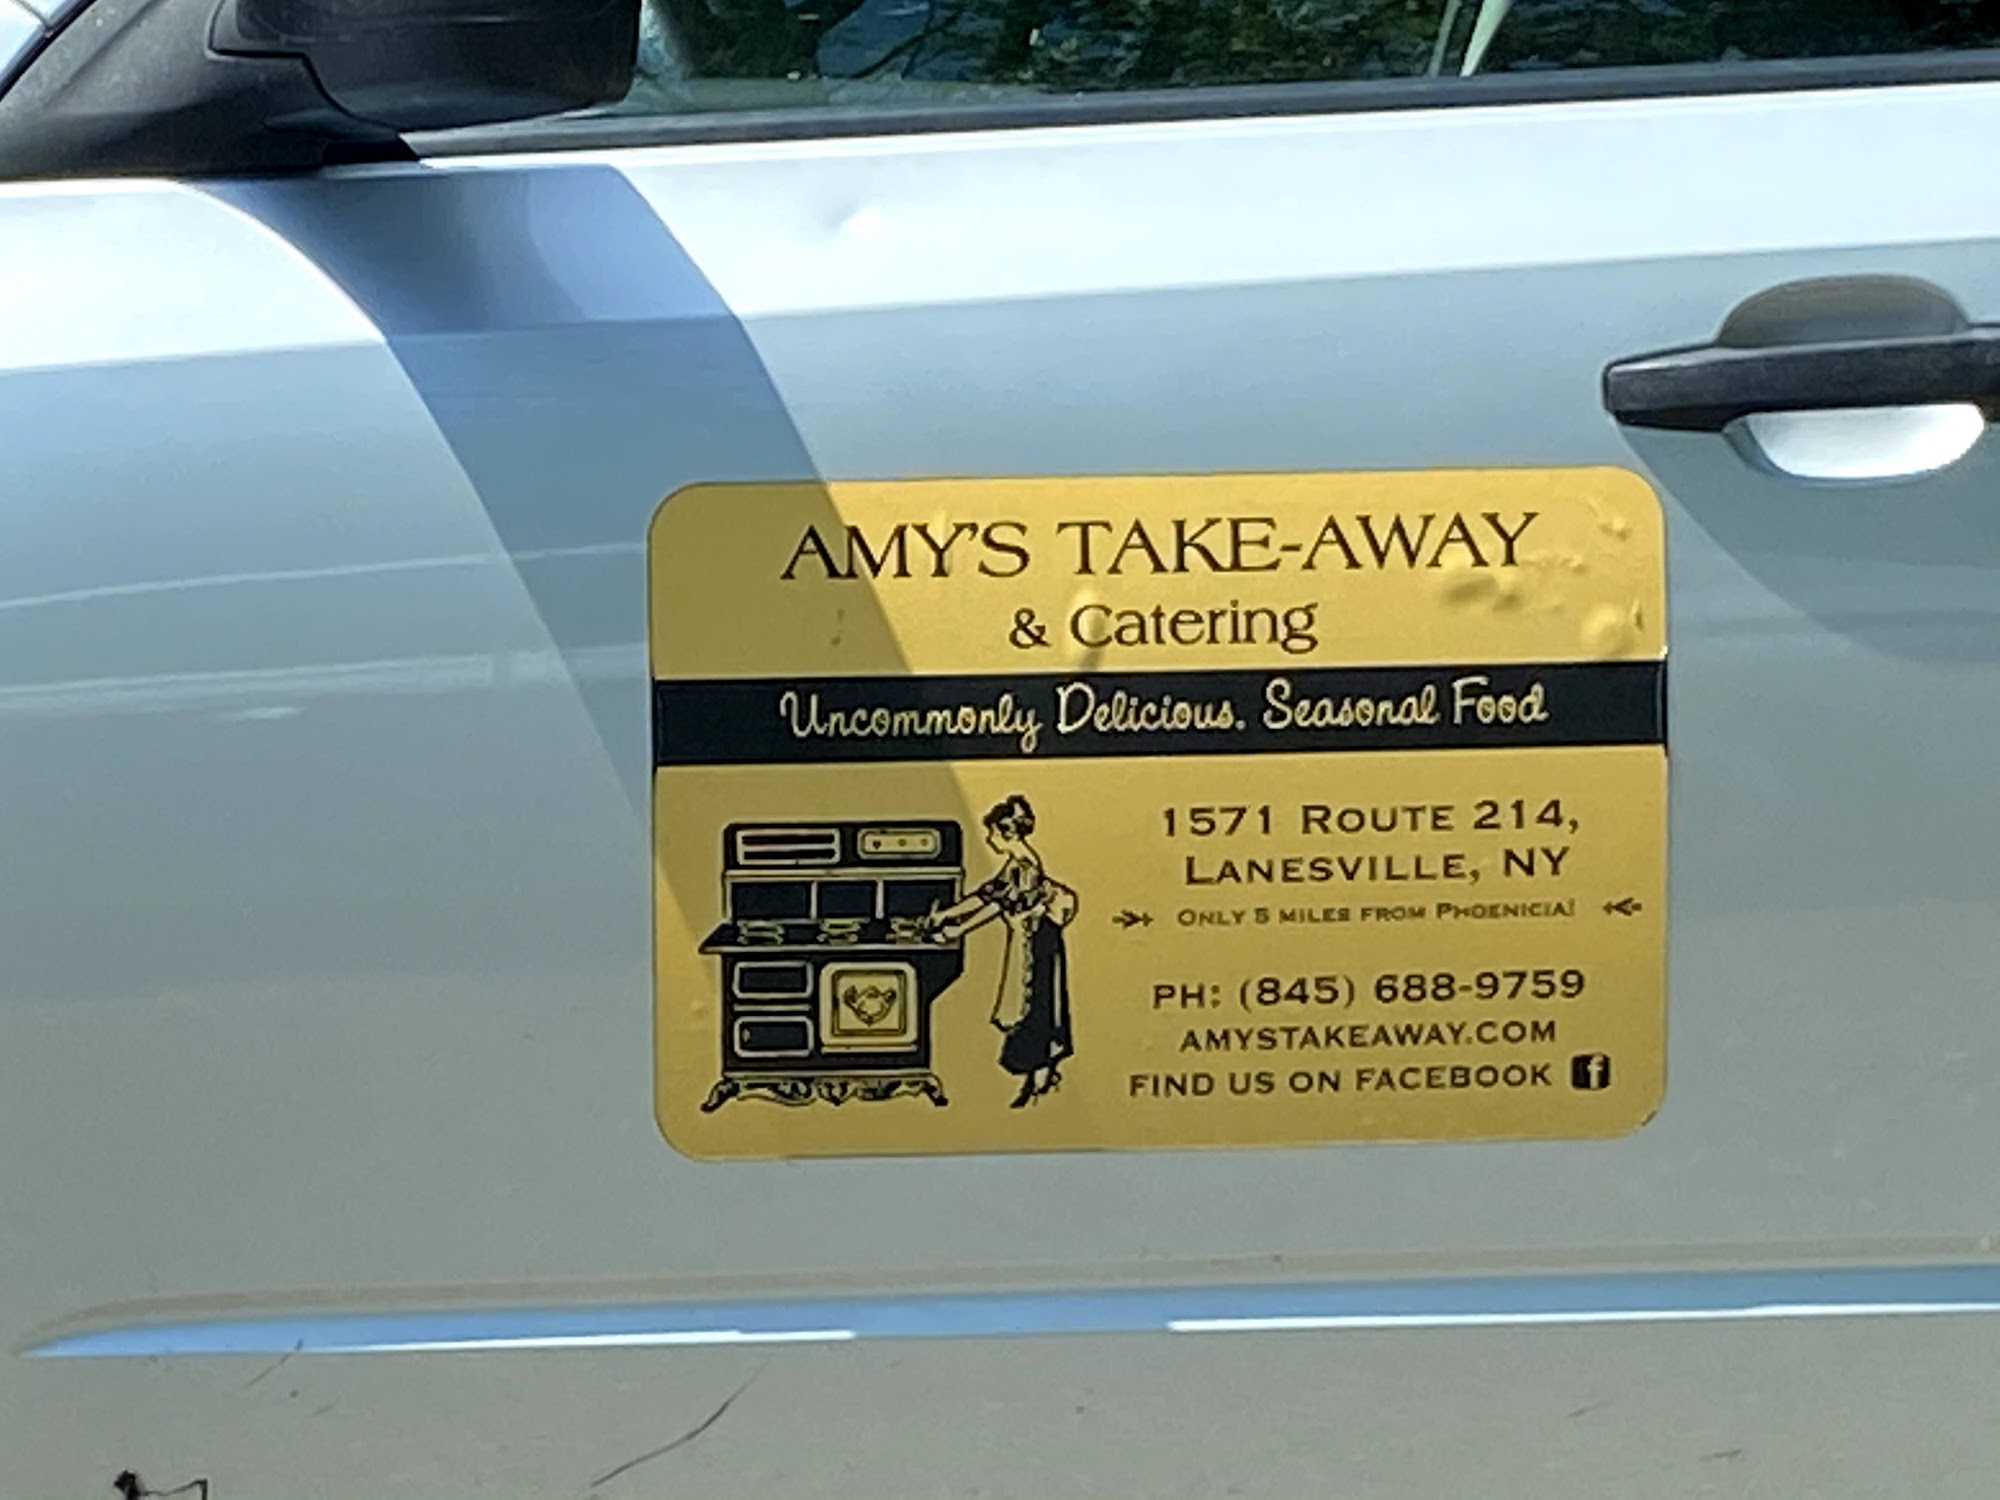 AMY'S TAKE-AWAY
& Catering
Uncommonly Delicious. Seasonal Food
1571 ROUTE 214,
LANESVILLE, NY
ONLY 5 MILES FROM PHOENICIA!
PH: (845) 688-9759
AMYSTAKEAWAY.COM
FIND US ON FACEBOOK f